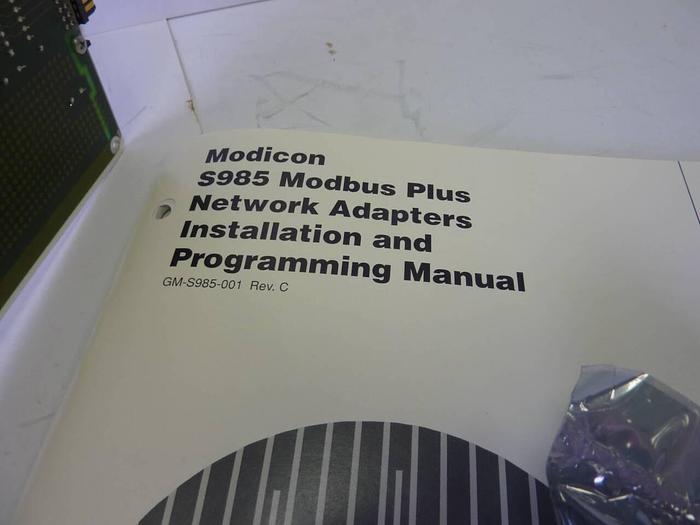 Modicon
S985 Modbus Plus
Network Adapters
Installation and
Programming Manual
GM-S985-001 Rev. C